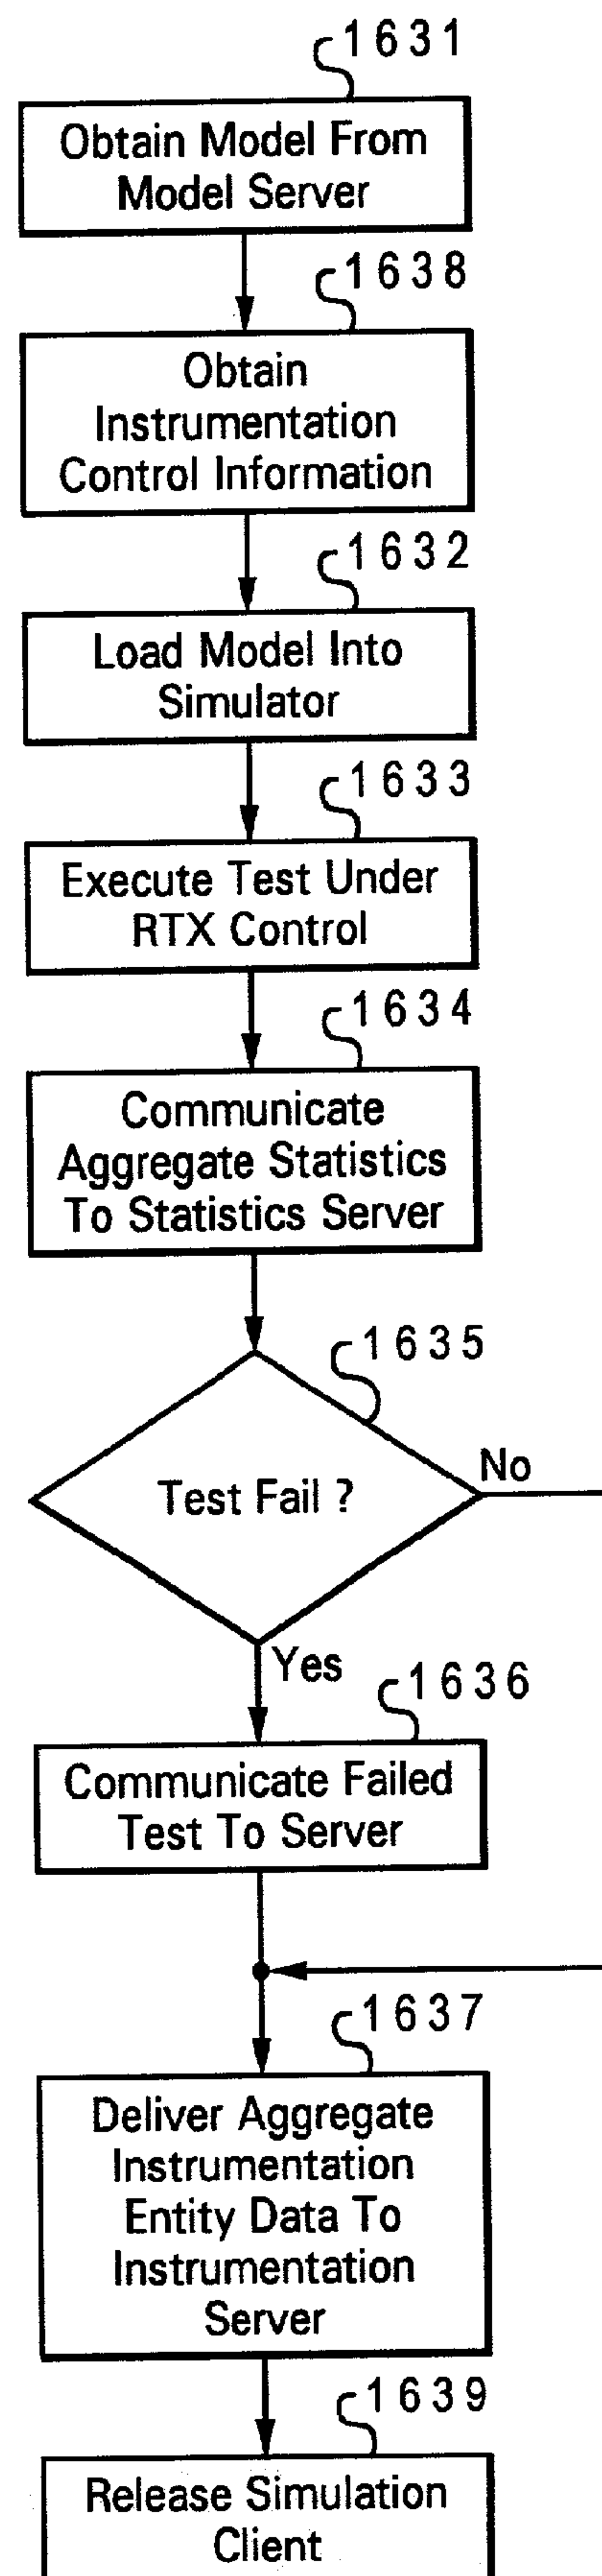 1631
Obtain Model From
Model Server
1638
Obtain
Instrumentation
Control Information
1632
Load Model Into
Simulator
1633
Execute Test Under
RTX Control
1634
Communicate
Aggregate Statistics
To Statistics Server
1635
Test Fail ?
No
Yes
1636
Communicate Failed
Test To Server
1637
Deliver Aggregate
Instrumentation
Entity Data To
Instrumentation
Server
1639
Release Simulation
Client